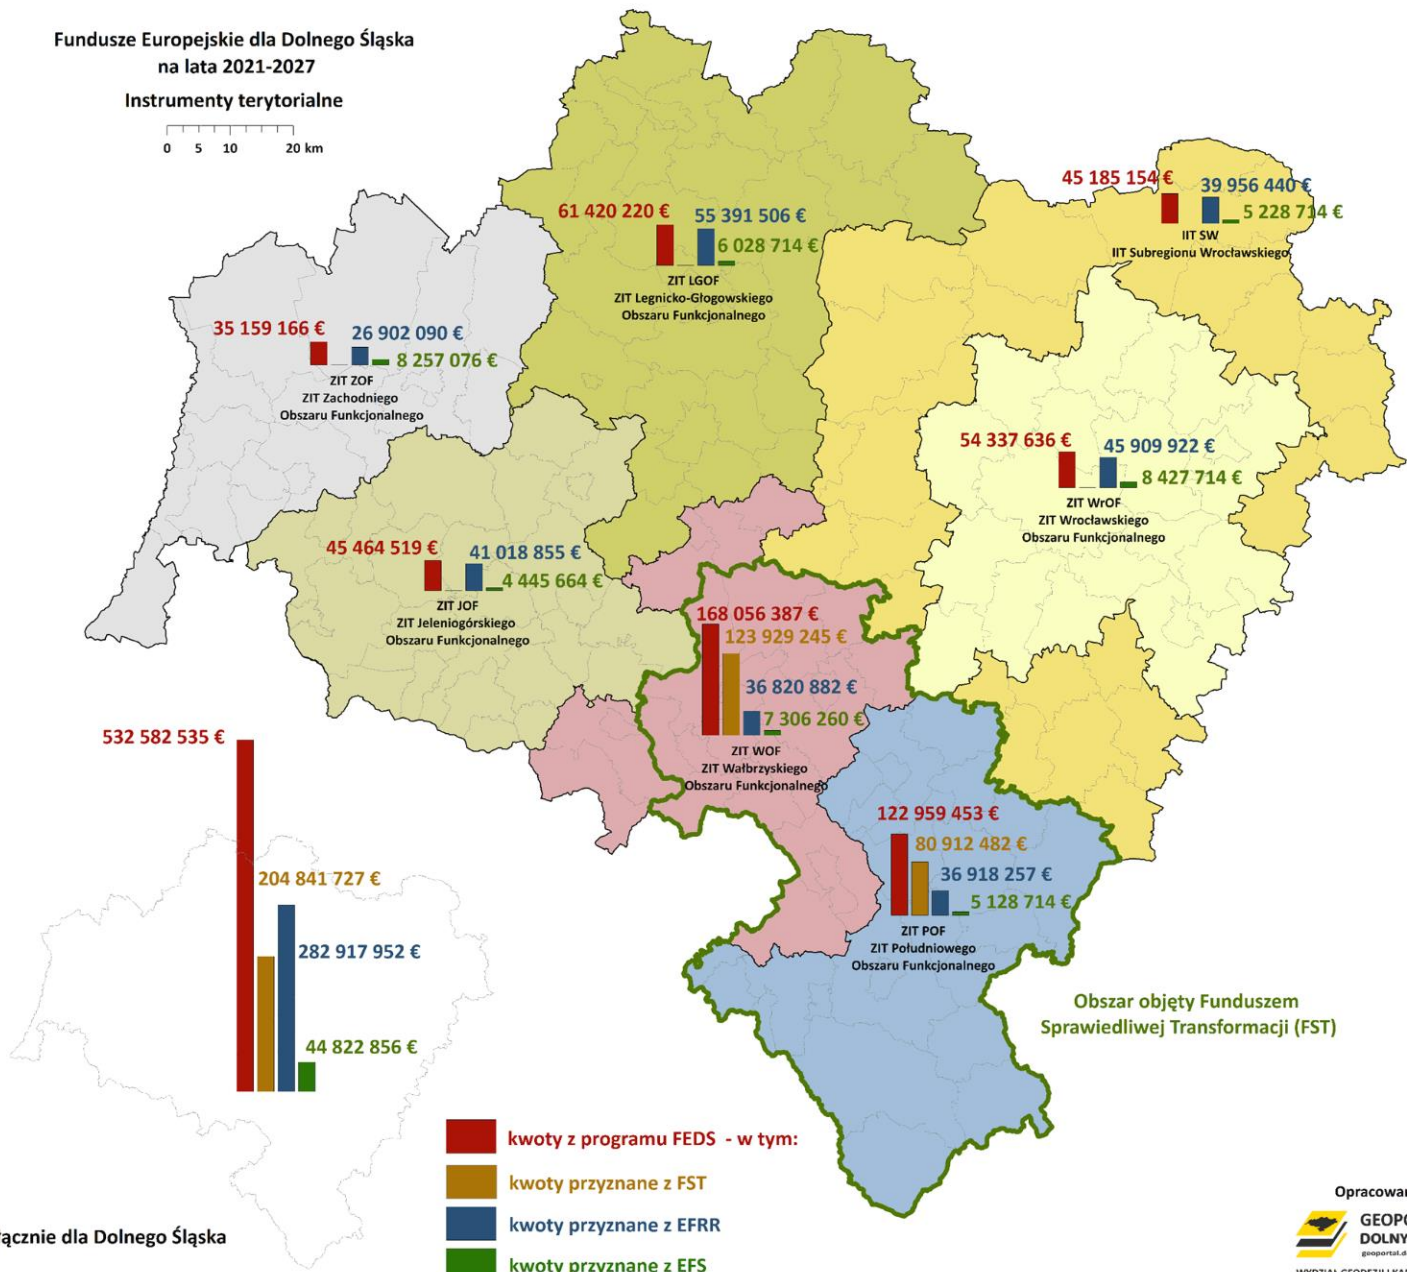 Fundusze Europejskie dla Dolnego Śląska
na lata 2021-2027
Instrumenty terytorialne
0 5 10 20 km
45 185 154 €
39 956 440 €
5 228 714 €
IIT SW
IIT Subregionu Wrocławskiego
61 420 220 €
55 391 506 €
6 028 714 €
ZIT LGOF
ZIT Legnicko-Głogowskiego
Obszaru Funkcjonalnego
35 159 166 €
26 902 090 €
8 257 076 €
ZIT ZOF
ZIT Zachodniego
Obszaru Funkcjonalnego
54 337 636 €
45 909 922 €
8 427 714 €
ZIT WrOF
ZIT Wrocławskiego
Obszaru Funkcjonalnego
45 464 519 €
41 018 855 €
4 445 664 €
ZIT JOF
ZIT Jeleniogórskiego
Obszaru Funkcjonalnego
168 056 387 €
123 929 245 €
36 820 882 €
7 306 260 €
ZIT WOF
ZIT Wałbrzyskiego
Obszaru Funkcjonalnego
122 959 453 €
80 912 482 €
36 918 257 €
5 128 714 €
ZIT POF
ZIT Południowego
Obszaru Funkcjonalnego
532 582 535 €
204 841 727 €
282 917 952 €
44 822 856 €
Obszar objęty Funduszem
Sprawiedliwej Transformacji (FST)
kwoty z programu FEDS - w tym:
kwoty przyznane z FST
kwoty przyznane z EFRR
kwoty przyznane z EFS
ącznie dla Dolnego Śląska
Opracowan
GEOPO
DOLNY
geoportal.d